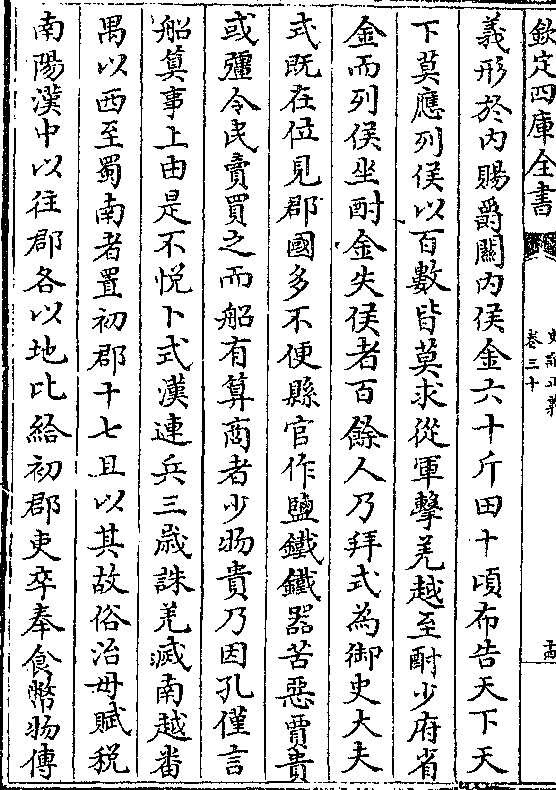 欽定四庫全書
史記正義
卷三十
義形於内賜爵關内侯金六十斤田十頃布告天下天
下莫應列侯以百數皆莫求從軍擊羌越至酎少府省
金而列侯坐酎金失侯者百餘人乃拜式為御史大夫
式既在位見郡國多不便縣官作鹽鐵鐵器苦惡賈貴
或彊令民賣買之而船有算商者少物貴乃因孔僅言
船算事上由是不悦卜式漢連兵三歲誅羌滅南越番
禺以西至蜀南者置初郡十七且以其故俗治毋賦税
南陽漢中以往郡各以地比給初郡吏卒奉食幣物傳